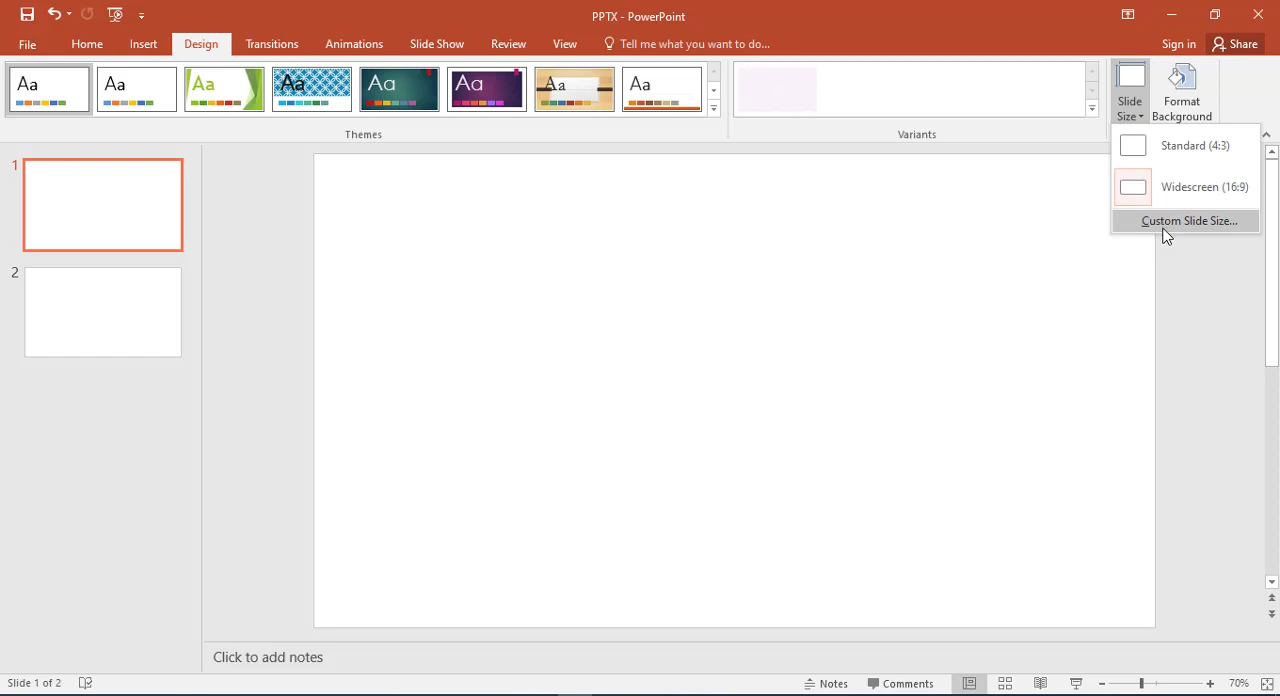 PPTX - PowerPoint
File Home Insert Design Transitions Animations Slide Show Review View Tell me what you want to do... Sign in Share
Aa Aa Aa Aa Aa Aa Aa Aa
Slide Size
Format Background
Themes
Variants
Standard (4:3)
Widescreen (16:9)
Custom Slide Size...
1
2
Click to add notes
Slide 1 of 2 Notes Comments 70%